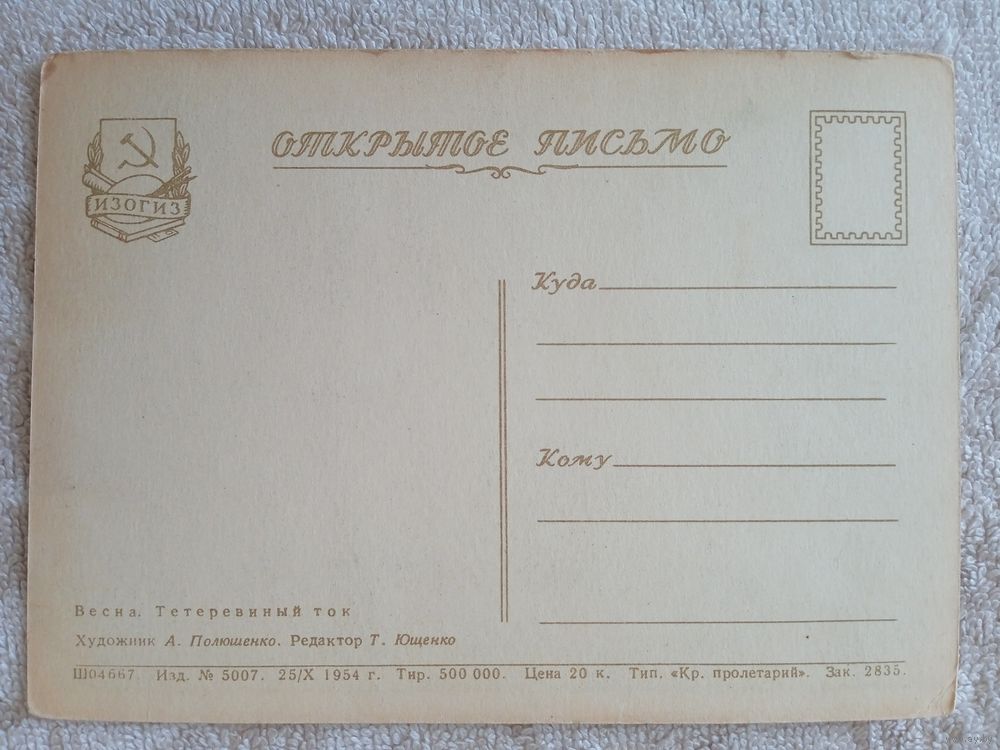 ОТКРЫТОЕ ПИСЬМО
ИЗОГИЗ
Куда
Кому
Весна. Тетеревиный ток
Художник А. Полюшенко. Редактор Т. Ющенко
Ш04667. Изд. № 5007. 25/X 1954 г. Тир. 500 000. Цена 20 к. Тип. «Кр. пролетарий». Зак. 2835.